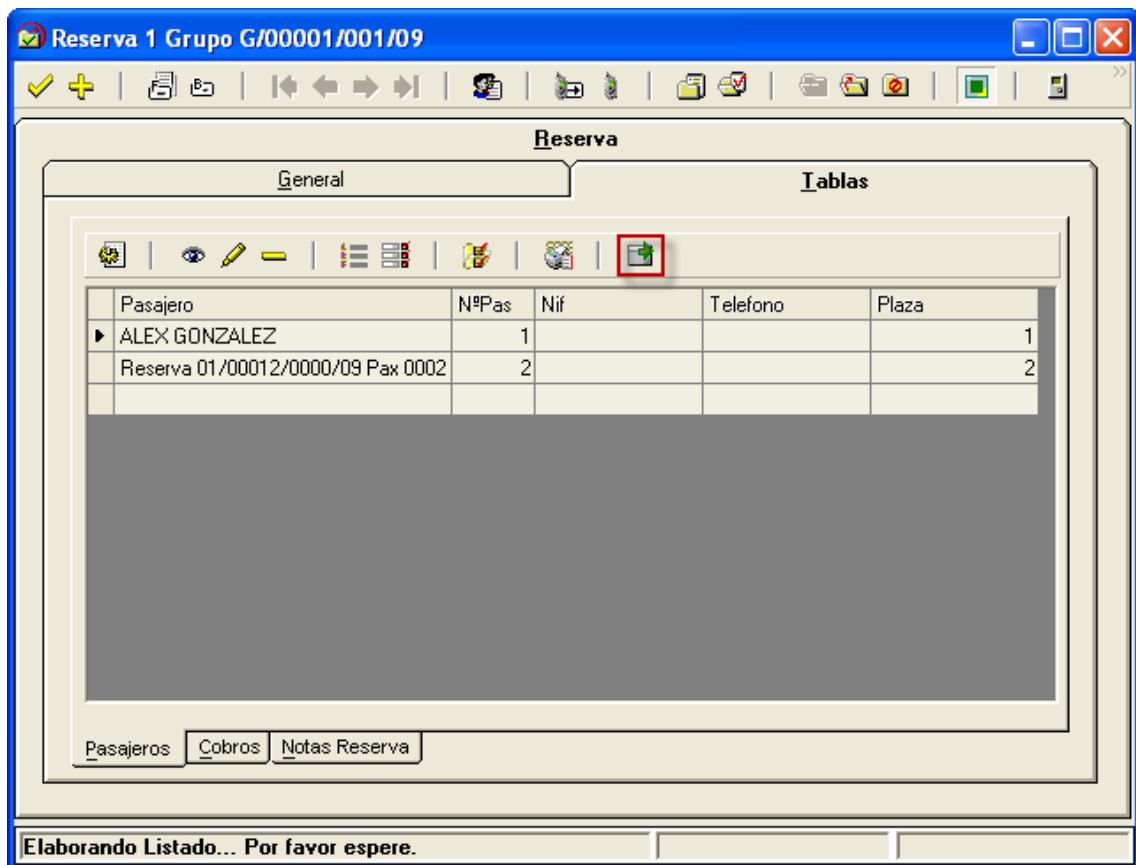 Reserva 1 Grupo G/00001/001/09
Reserva
General Tablas
Pasajero NºPas Nif Telefono Plaza
ALEX GONZALEZ 1 1
Reserva 01/00012/0000/09 Pax 0002 2 2
Pasajeros Cobros Notas Reserva
Elaborando Listado... Por favor espere.